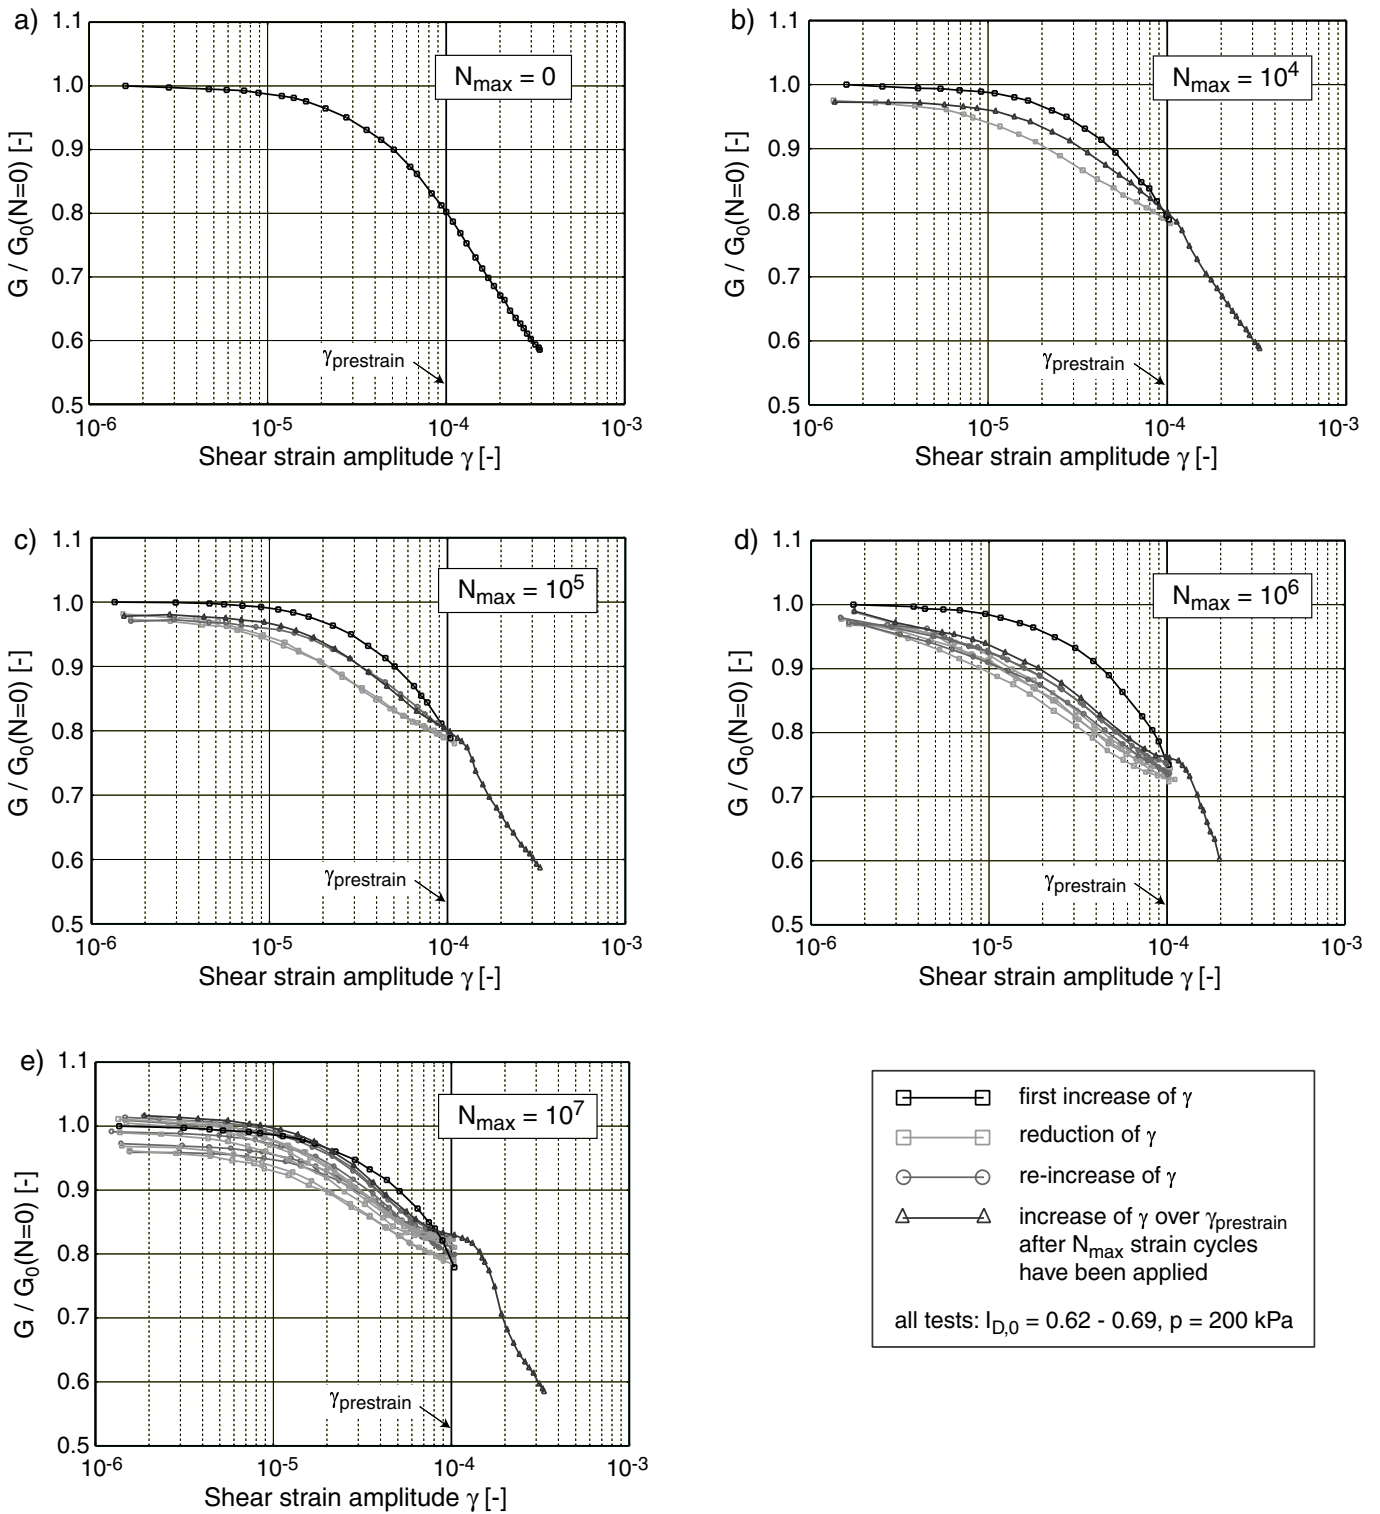 a)
1.1
1.0
0.9
0.8
0.7
0.6
0.5
G / G₀(N=0) [-]
Nmax = 0
γprestrain
10⁻⁶ 10⁻⁵ 10⁻⁴ 10⁻³
Shear strain amplitude γ [-]
b)
1.1
1.0
0.9
0.8
0.7
0.6
0.5
G / G₀(N=0) [-]
Nmax = 10⁴
γprestrain
10⁻⁶ 10⁻⁵ 10⁻⁴ 10⁻³
Shear strain amplitude γ [-]
c)
1.1
1.0
0.9
0.8
0.7
0.6
0.5
G / G₀(N=0) [-]
Nmax = 10⁵
γprestrain
10⁻⁶ 10⁻⁵ 10⁻⁴ 10⁻³
Shear strain amplitude γ [-]
d)
1.1
1.0
0.9
0.8
0.7
0.6
0.5
G / G₀(N=0) [-]
Nmax = 10⁶
γprestrain
10⁻⁶ 10⁻⁵ 10⁻⁴ 10⁻³
Shear strain amplitude γ [-]
e)
1.1
1.0
0.9
0.8
0.7
0.6
0.5
G / G₀(N=0) [-]
Nmax = 10⁷
γprestrain
10⁻⁶ 10⁻⁵ 10⁻⁴ 10⁻³
Shear strain amplitude γ [-]
first increase of γ
reduction of γ
re-increase of γ
increase of γ over γprestrain
after Nmax strain cycles
have been applied
all tests: ID,0 = 0.62 - 0.69, p = 200 kPa